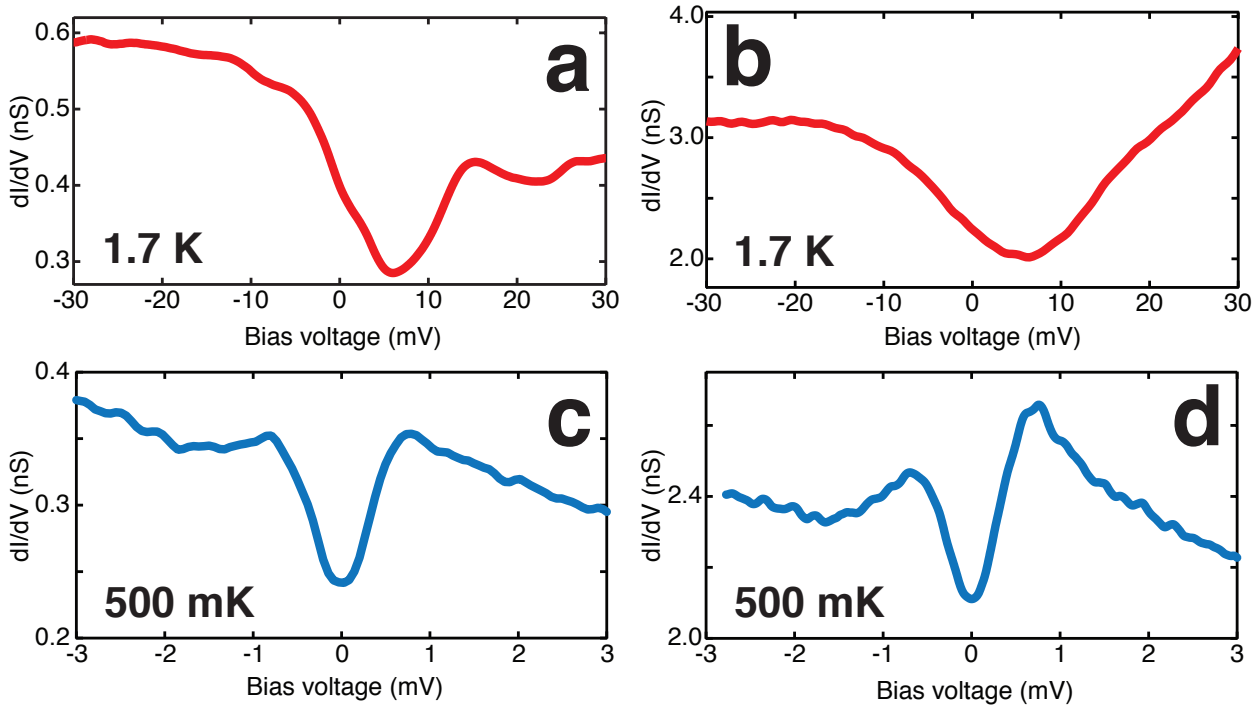 a
dI/dV (nS)
0.6
0.5
0.4
0.3
1.7 K
-30 -20 -10 0 10 20 30
Bias voltage (mV)
b
dI/dV (nS)
4.0
3.0
2.0
1.7 K
-30 -20 -10 0 10 20 30
Bias voltage (mV)
c
dI/dV (nS)
0.4
0.3
0.2
500 mK
-3 -2 -1 0 1 2 3
Bias voltage (mV)
d
dI/dV (nS)
2.4
2.0
500 mK
-3 -2 -1 0 1 2 3
Bias voltage (mV)